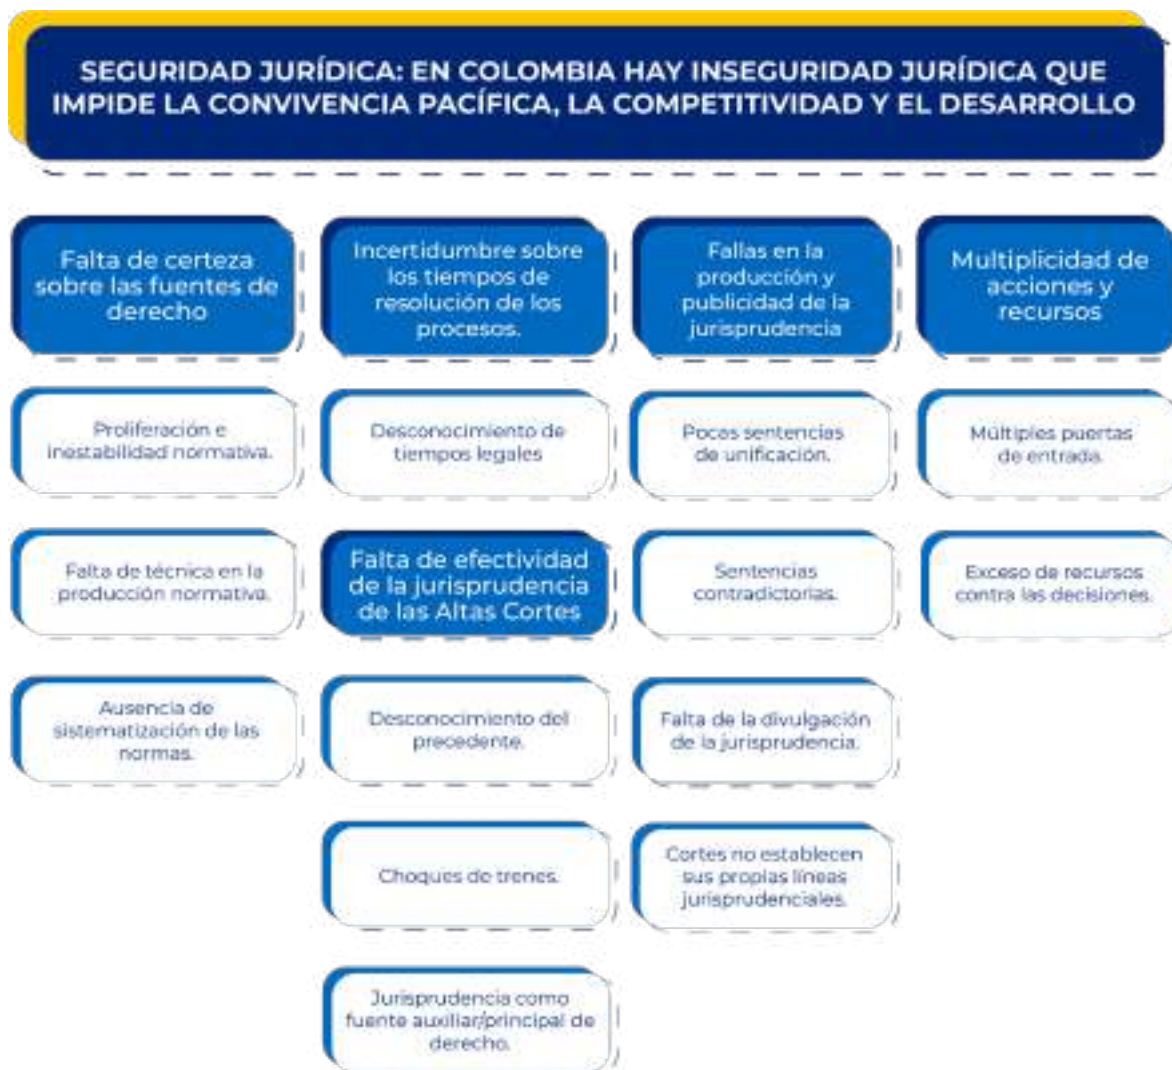 SEGURIDAD JURÍDICA: EN COLOMBIA HAY INSEGURIDAD JURÍDICA QUE
IMPIDE LA CONVIVENCIA PACÍFICA, LA COMPETITIVIDAD Y EL DESARROLLO
Falta de certeza
sobre las fuentes de
derecho
Proliferación e
inestabilidad normativa.
Falta de técnica en la
producción normativa.
Ausencia de
sistematización de las
normas.
Incertidumbre sobre
los tiempos de
resolución de los
procesos.
Desconocimiento de
tiempos legales
Falta de efectividad
de la jurisprudencia
de las Altas Cortes
Desconocimiento del
precedente.
Choques de trenes.
Jurisprudencia como
fuente auxiliar/principal de
derecho.
Fallas en la
producción y
publicidad de la
jurisprudencia
Pocas sentencias
de unificación.
Sentencias
contradictorias.
Falta de la divulgación
de la jurisprudencia.
Cortes no establecen
sus propias líneas
jurisprudenciales.
Multiplicidad de
acciones y
recursos
Múltiples puertas
de entrada.
Exceso de recursos
contra las decisiones.